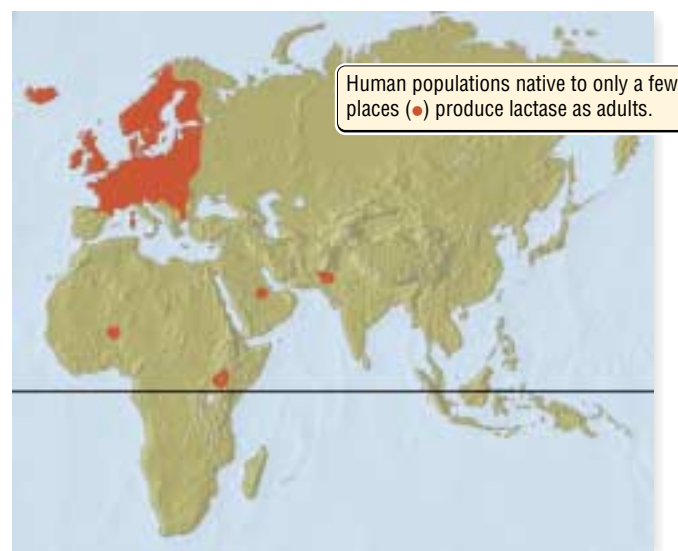 Human populations native to only a few
places (●) produce lactase as adults.